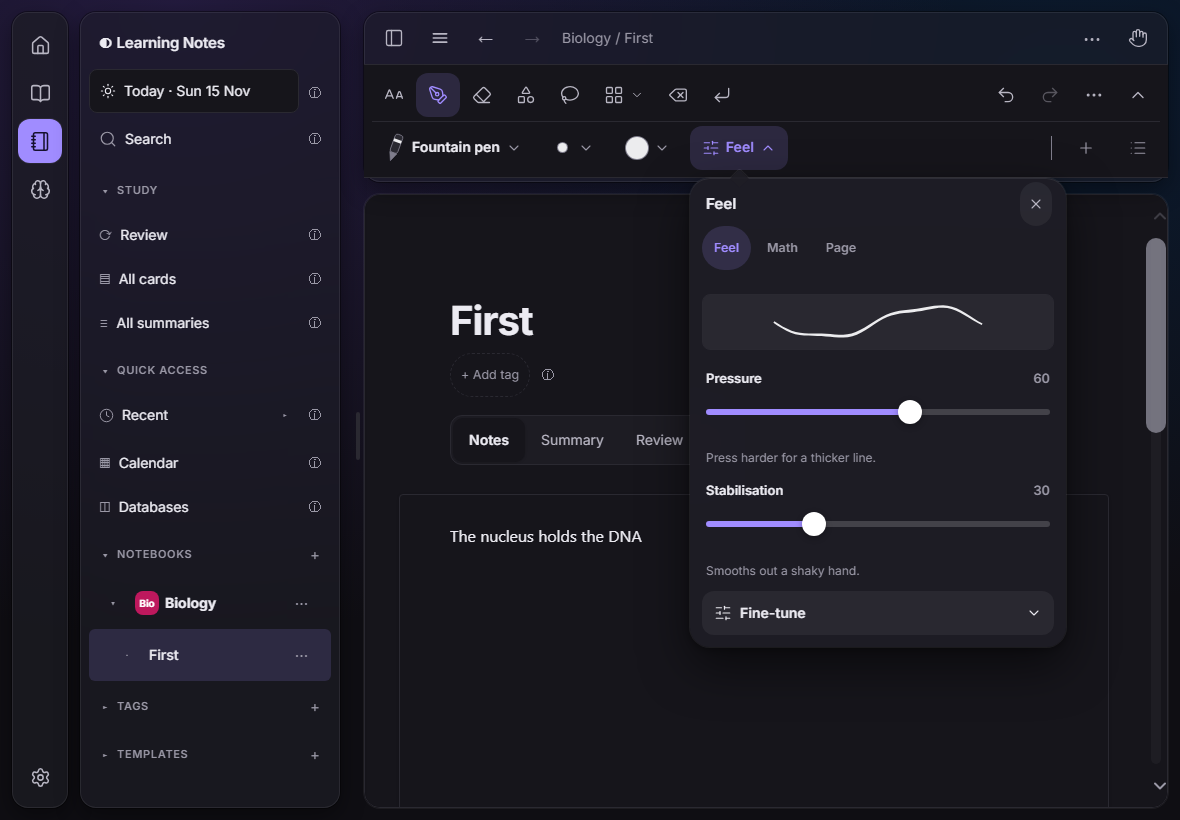 Learning Notes
Today · Sun 15 Nov
Search
STUDY
Review
All cards
All summaries
QUICK ACCESS
Recent
Calendar
Databases
NOTEBOOKS
Bio Biology
First
TAGS
TEMPLATES
Biology / First
AA
Fountain pen
Feel
First
+ Add tag
Notes Summary Review
The nucleus holds the DNA
Feel
Feel Math Page
Pressure 60
Press harder for a thicker line.
Stabilisation 30
Smooths out a shaky hand.
Fine-tune